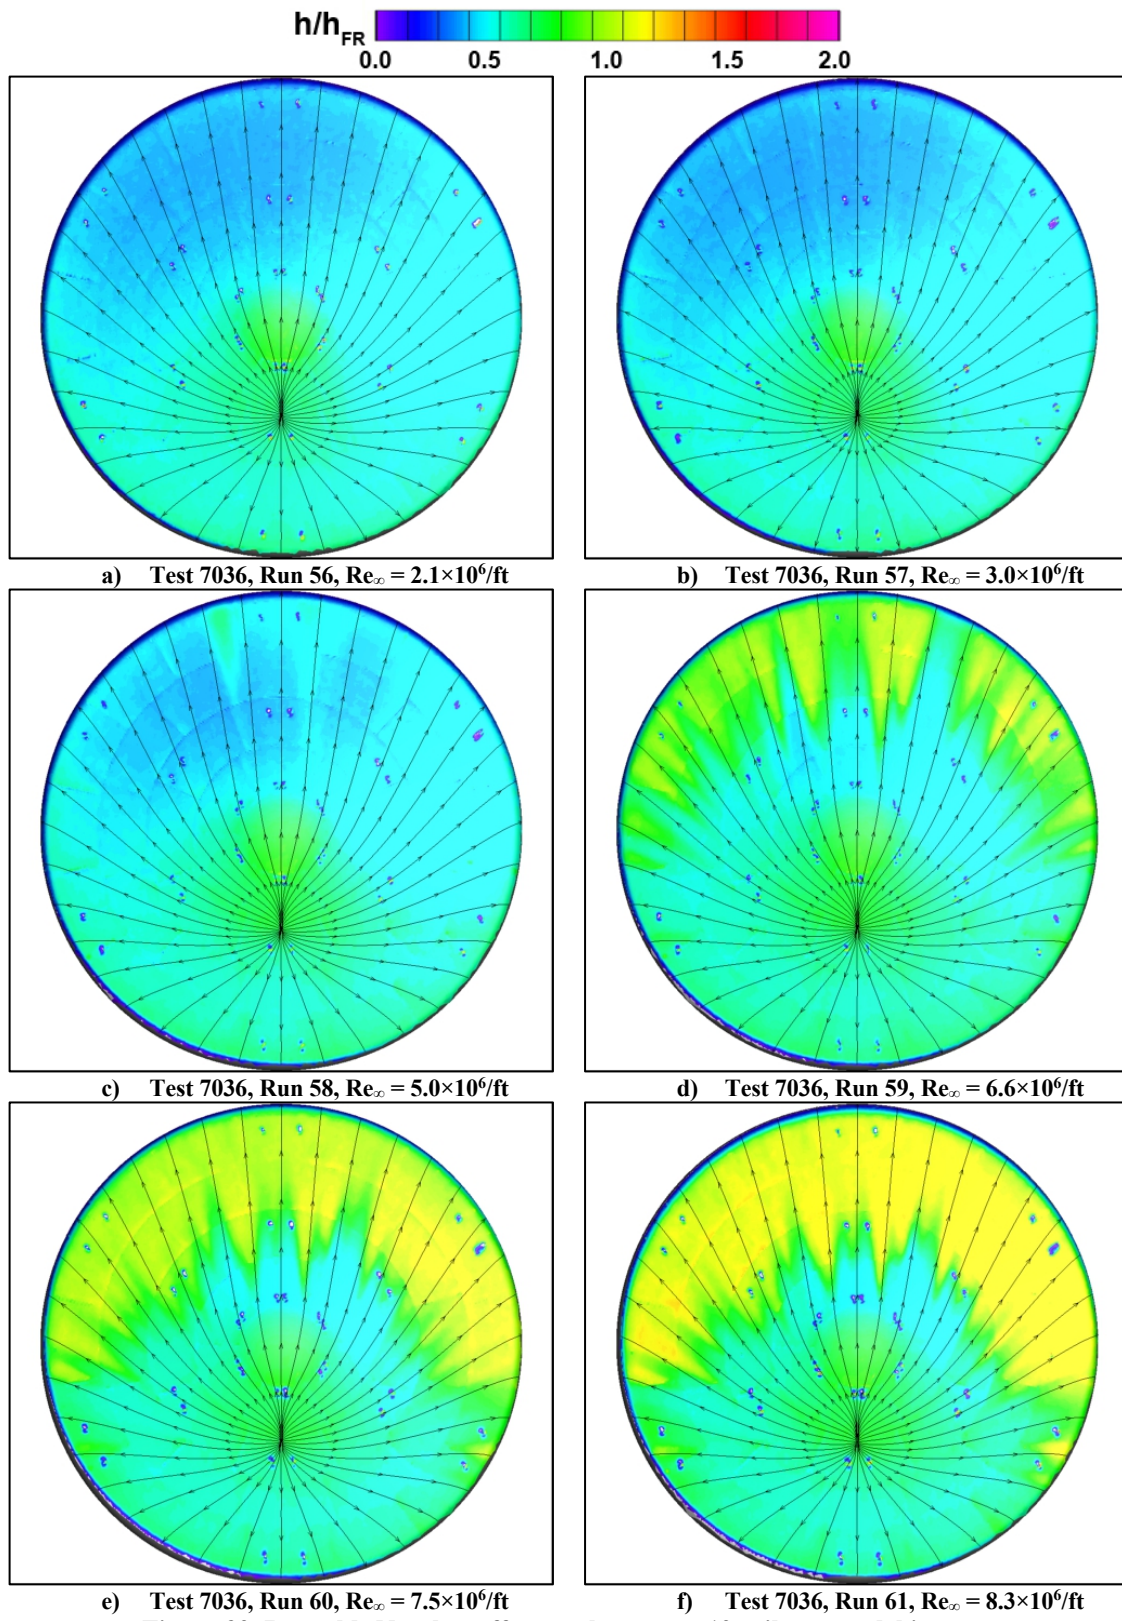 h/hFR
0.0 0.5 1.0 1.5 2.0
a) Test 7036, Run 56, Re∞ = 2.1×10⁶/ft
b) Test 7036, Run 57, Re∞ = 3.0×10⁶/ft
c) Test 7036, Run 58, Re∞ = 5.0×10⁶/ft
d) Test 7036, Run 59, Re∞ = 6.6×10⁶/ft
e) Test 7036, Run 60, Re∞ = 7.5×10⁶/ft
f) Test 7036, Run 61, Re∞ = 8.3×10⁶/ft